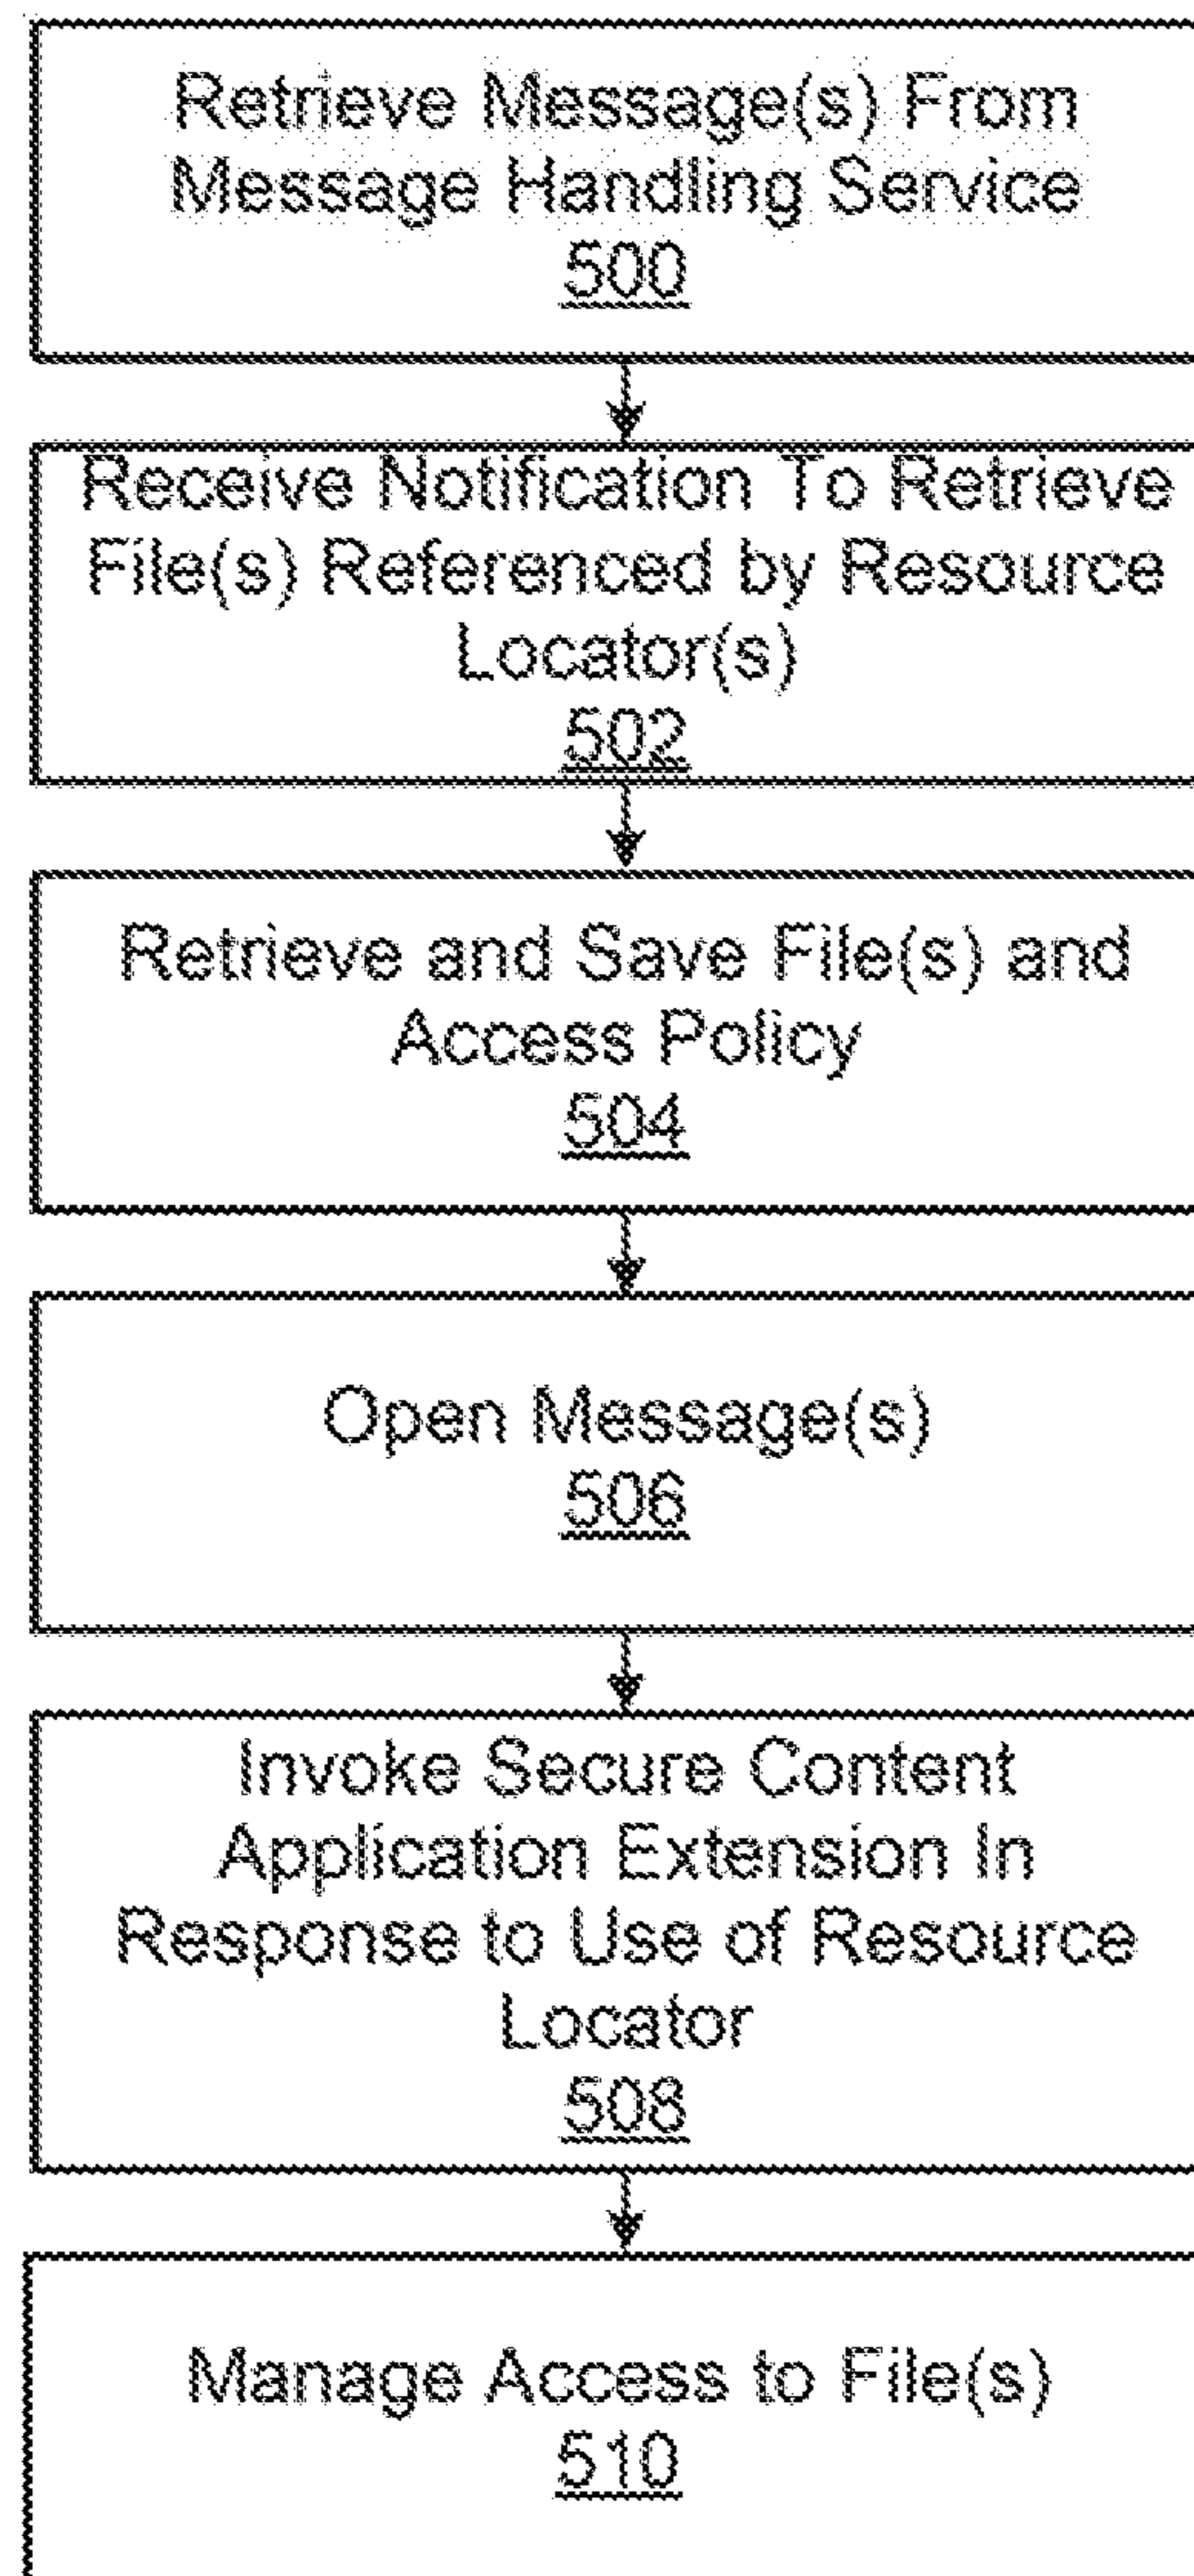 Retrieve Message(s) From
Message Handling Service
500
Receive Notification To Retrieve
File(s) Referenced by Resource
Locator(s)
502
Retrieve and Save File(s) and
Access Policy
504
Open Message(s)
506
Invoke Secure Content
Application Extension In
Response to Use of Resource
Locator
508
Manage Access to File(s)
510